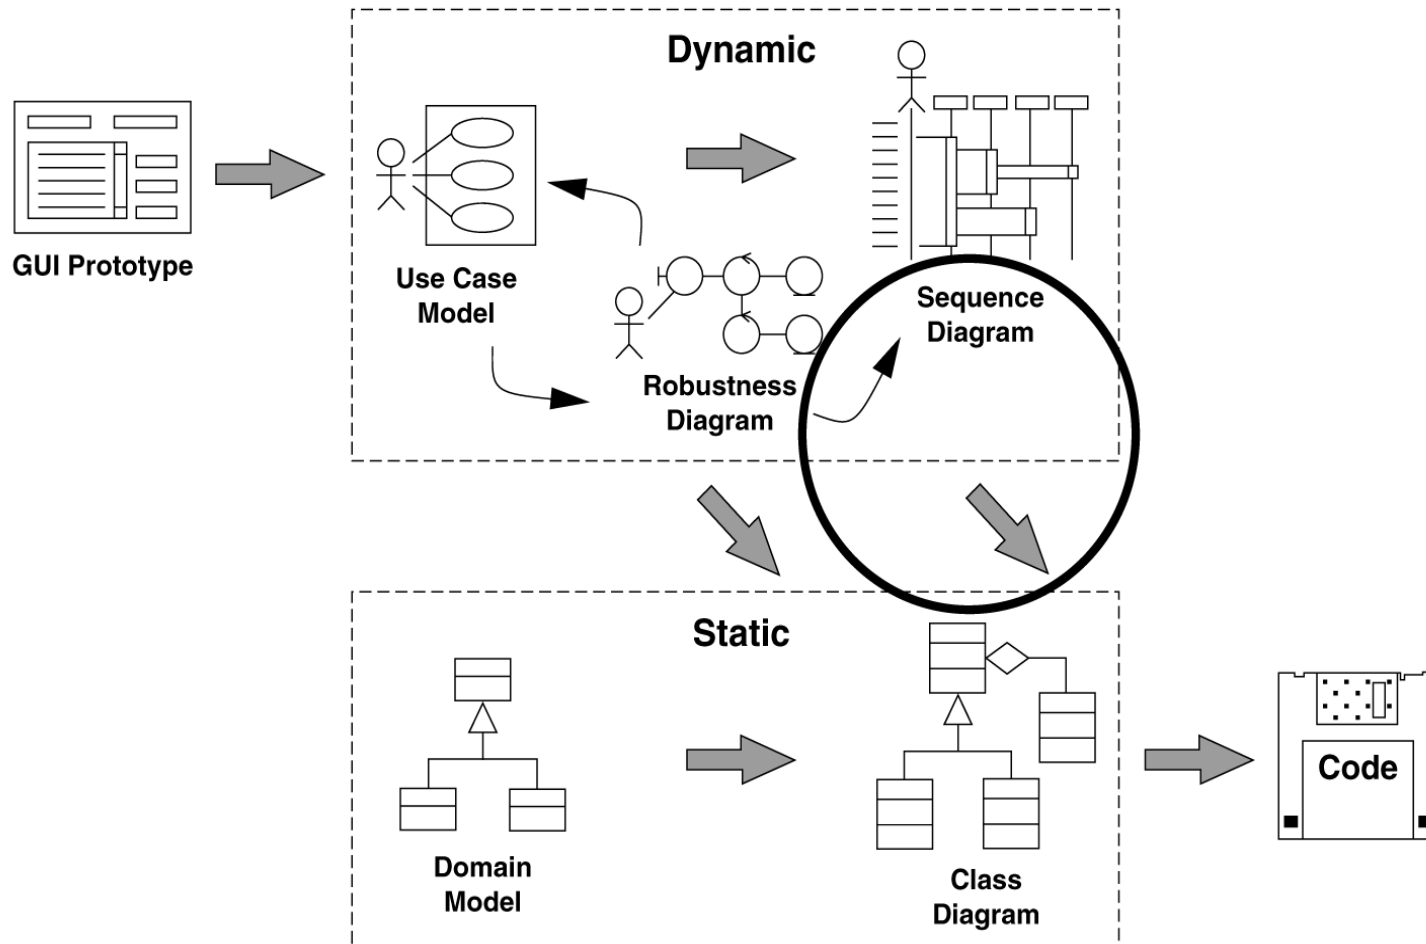 Dynamic
GUI Prototype
Use Case
Model
Sequence
Diagram
Robustness
Diagram
Static
Code
Domain
Model
Class
Diagram